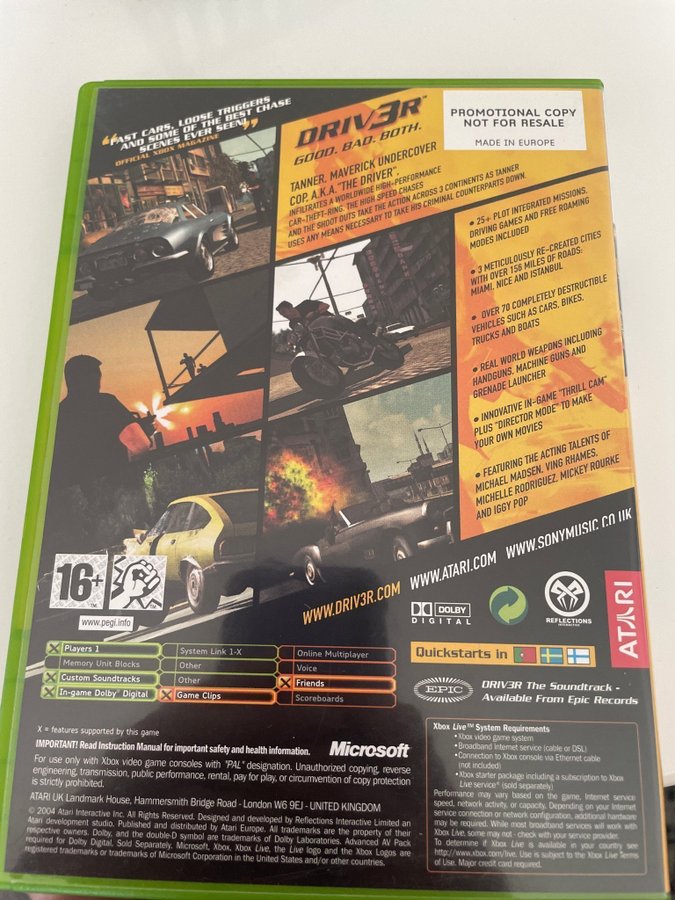 "FAST CARS, LOOSE TRIGGERS
AND SOME OF THE BEST CHASE
SCENES EVER SEEN!"
OFFICIAL XBOX MAGAZINE
DRIV3R™
GOOD. BAD. BOTH.
PROMOTIONAL COPY
NOT FOR RESALE
MADE IN EUROPE
TANNER, MAVERICK UNDERCOVER
COP, A.K.A."THE DRIVER",
INFILTRATES A WORLDWIDE HIGH-PERFORMANCE
CAR-THEFT-RING. THE HIGH SPEED CHASES
AND THE SHOOT OUTS TAKE THE ACTION ACROSS 3 CONTINENTS AS TANNER
USES ANY MEANS NECESSARY TO TAKE HIS CRIMINAL COUNTERPARTS DOWN.
• 25+ PLOT INTEGRATED MISSIONS,
DRIVING GAMES AND FREE ROAMING
MODES INCLUDED
• 3 METICULOUSLY RE-CREATED CITIES
WITH OVER 156 MILES OF ROADS:
MIAMI, NICE AND ISTANBUL
• OVER 70 COMPLETELY DESTRUCTIBLE
VEHICLES SUCH AS CARS, BIKES,
TRUCKS AND BOATS
• REAL WORLD WEAPONS INCLUDING
HANDGUNS, MACHINE GUNS AND
GRENADE LAUNCHER
• INNOVATIVE IN-GAME "THRILL CAM"
PLUS "DIRECTOR MODE" TO MAKE
YOUR OWN MOVIES
• FEATURING THE ACTING TALENTS OF
MICHAEL MADSEN, VING RHAMES,
MICHELLE RODRIGUEZ, MICKEY ROURKE
AND IGGY POP
WWW.DRIV3R.COM WWW.ATARI.COM WWW.SONYMUSIC.CO.UK
16+
www.pegi.info
DOLBY
DIGITAL
REFLECTIONS
INTERACTIVE
ATARI
Quickstarts in
Players 1
Memory Unit Blocks
Custom Soundtracks
In-game Dolby® Digital
System Link 1-X
Other
Other
Game Clips
Online Multiplayer
Voice
Friends
Scoreboards
EPIC
DRIV3R The Soundtrack -
Available From Epic Records
X = features supported by this game
IMPORTANT! Read Instruction Manual for important safety and health information.
Microsoft
For use only with Xbox video game consoles with "PAL" designation. Unauthorized copying, reverse
engineering, transmission, public performance, rental, pay for play, or circumvention of copy protection
is strictly prohibited.
ATARI UK Landmark House, Hammersmith Bridge Road - London W6 9EJ - UNITED KINGDOM
© 2004 Atari Interactive Inc. All Rights Reserved. Designed and developed by Reflections Interactive Limited an
Atari development studio. Published and distributed by Atari Europe. All trademarks are the property of their
respective owners. Dolby, and the double-D symbol are trademarks of Dolby Laboratories. Advanced AV Pack
required for Dolby Digital. Sold Separately. Microsoft, Xbox, Xbox Live, the Live logo and the Xbox Logos are
registered trademarks or trademarks of Microsoft Corporation in the United States and/or other countries.
Xbox Live™ System Requirements
• Xbox video game system
• Broadband Internet service (cable or DSL)
• Connection to Xbox console via Ethernet cable
(not included)
• Xbox starter package including a subscription to Xbox
Live service® (sold separately)
Performance may vary based on the game, Internet service
speed, network activity, or capacity. Depending on your Internet
service connection or network configuration, additional hardware
may be required. While most broadband services will work with
Xbox Live, some may not - check with your service provider.
To determine if Xbox Live is available in your country see
http://www.xbox.com/live. Use is subject to the Xbox Live Terms
of Use. Major credit card required.